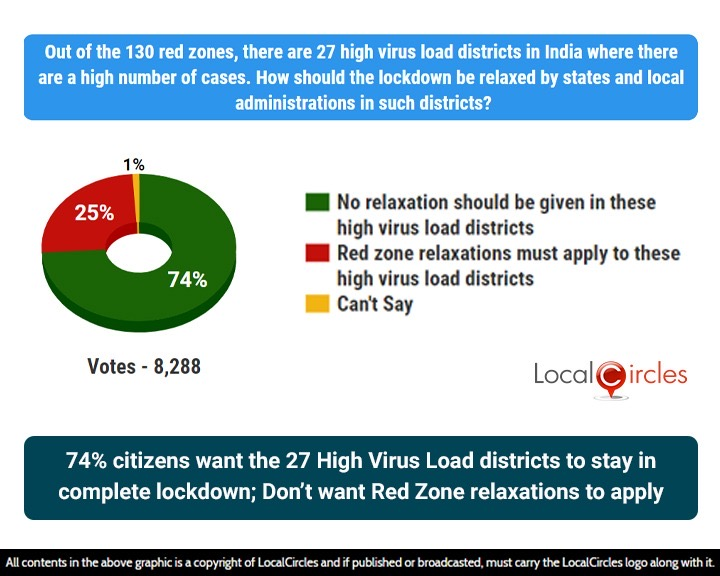 Out of the 130 red zones, there are 27 high virus load districts in India where there
are a high number of cases. How should the lockdown be relaxed by states and local
administrations in such districts?
1%
25%
74%
No relaxation should be given in these
high virus load districts
Red zone relaxations must apply to these
high virus load districts
Can't Say
Votes - 8,288
LocalCircles
74% citizens want the 27 High Virus Load districts to stay in
complete lockdown; Don't want Red Zone relaxations to apply
All contents in the above graphic is a copyright of LocalCircles and if published or broadcasted, must carry the LocalCircles logo along with it.